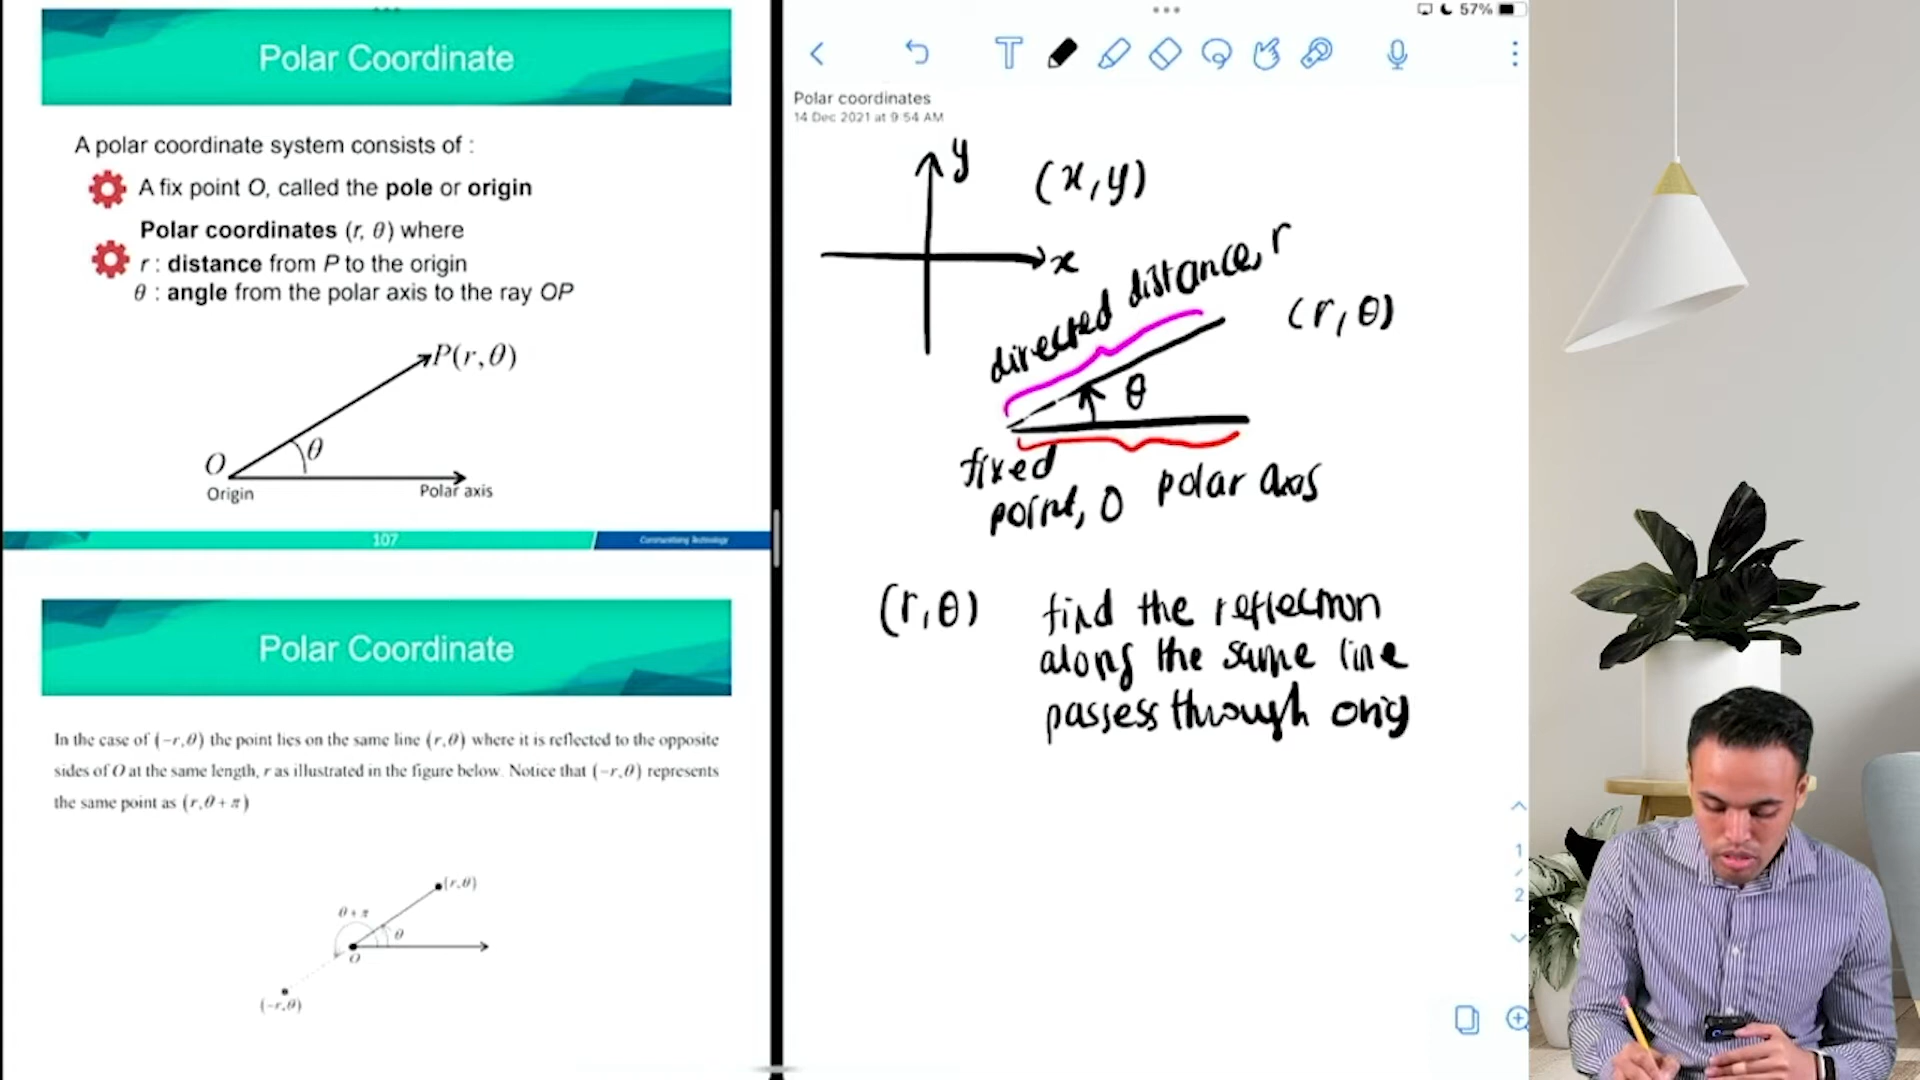 Polar Coordinate
A polar coordinate system consists of :
A fix point O, called the pole or origin
Polar coordinates (r, θ) where
r : distance from P to the origin
θ : angle from the polar axis to the ray OP
P(r,θ)
θ
O
Origin
Polar axis
107
Polar Coordinate
In the case of (−r,θ) the point lies on the same line (r,θ) where it is reflected to the opposite
sides of O at the same length, r as illustrated in the figure below. Notice that (−r,θ) represents
the same point as (r,θ+π)
(r,θ)
θ+π
θ
O
(−r,θ)
57%
T
Polar coordinates
14 Dec 2021 at 9:54 AM
y
(x,y)
x
directed distance, r
(r,θ)
θ
fixed
point, O
polar axis
(r,θ)
find the reflection
along the same line
passess through orig
1
2